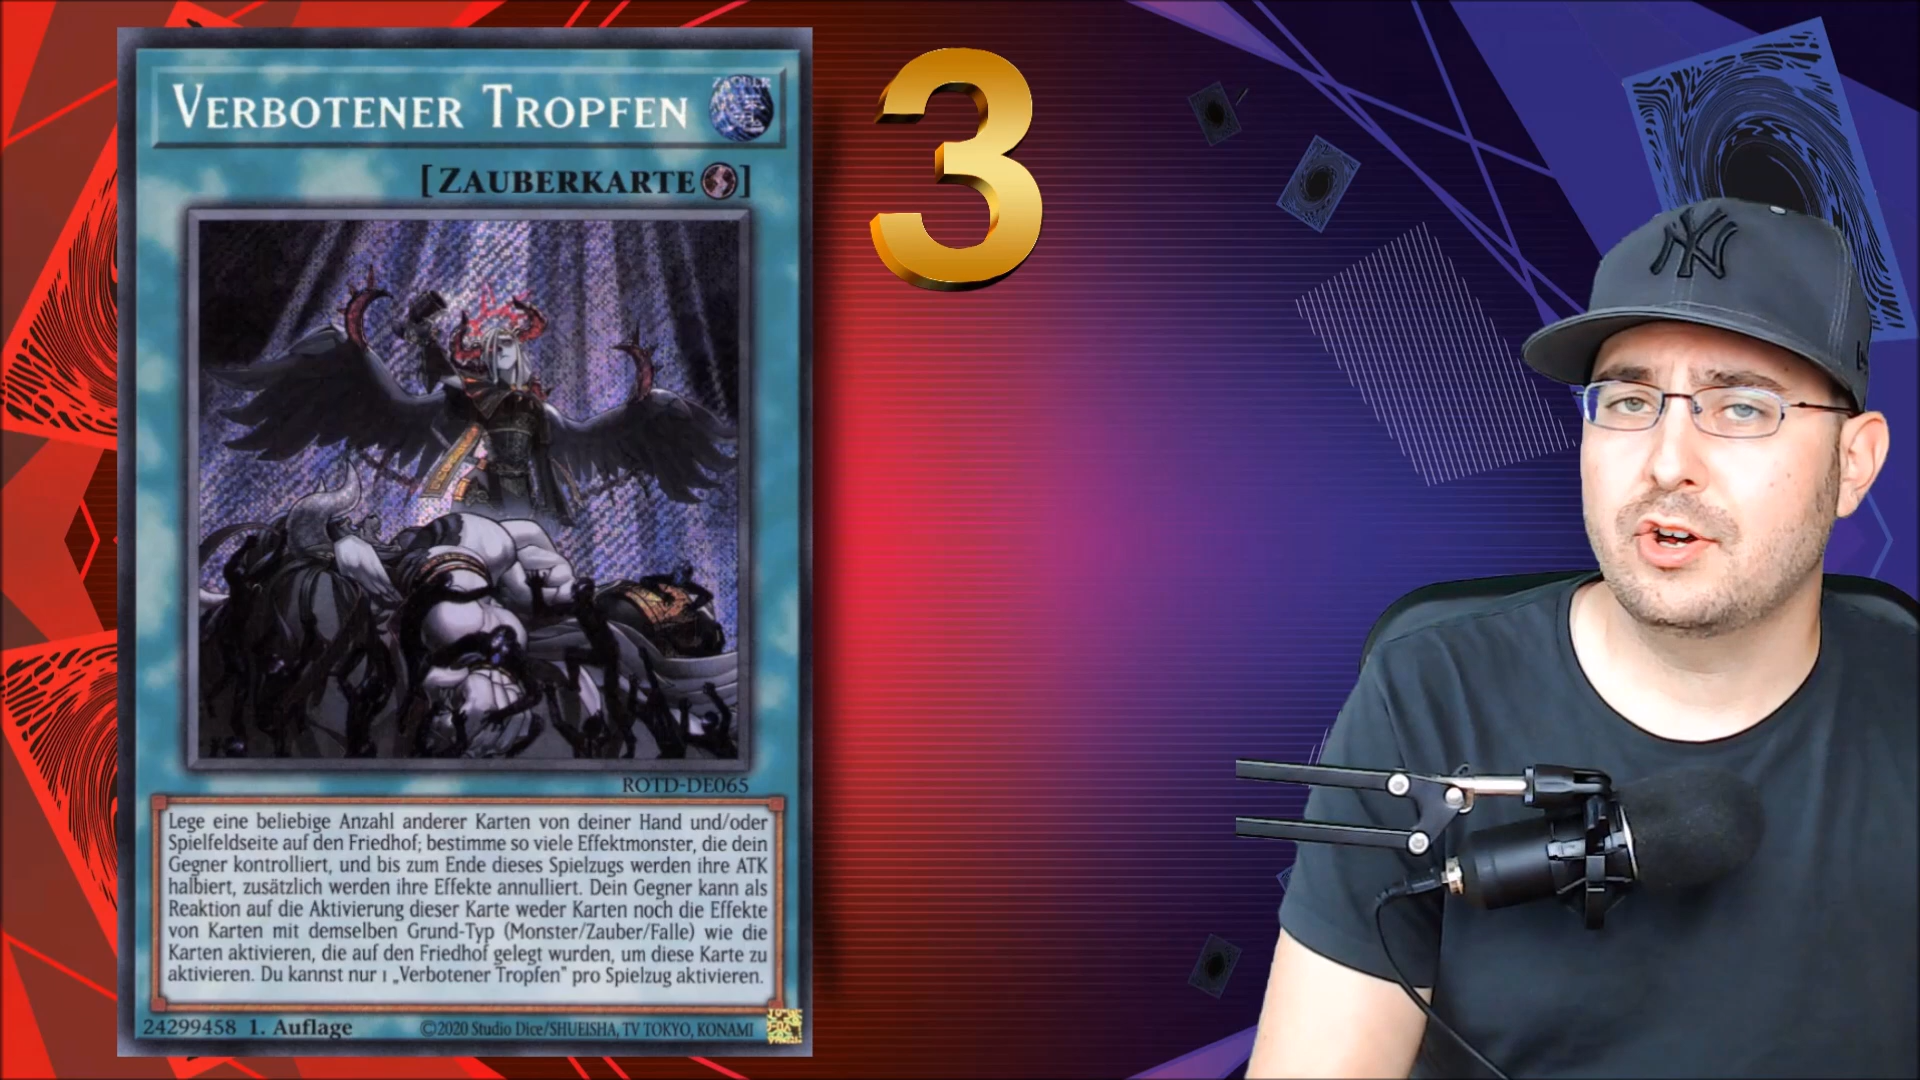 VERBOTENER TROPFEN
[ZAUBERKARTE]
3
NY
ROTD-DE065
Lege eine beliebige Anzahl anderer Karten von deiner Hand und/oder
Spielfeldseite auf den Friedhof; bestimme so viele Effektmonster, die dein
Gegner kontrolliert, und bis zum Ende dieses Spielzugs werden ihre ATK
halbiert, zusätzlich werden ihre Effekte annulliert. Dein Gegner kann als
Reaktion auf die Aktivierung dieser Karte weder Karten noch die Effekte
von Karten mit demselben Grund-Typ (Monster/Zauber/Falle) wie die
Karten aktivieren, die auf den Friedhof gelegt wurden, um diese Karte zu
aktivieren. Du kannst nur 1 „Verbotener Tropfen" pro Spielzug aktivieren.
24299458 1. Auflage ©2020 Studio Dice/SHUEISHA, TV TOKYO, KONAMI